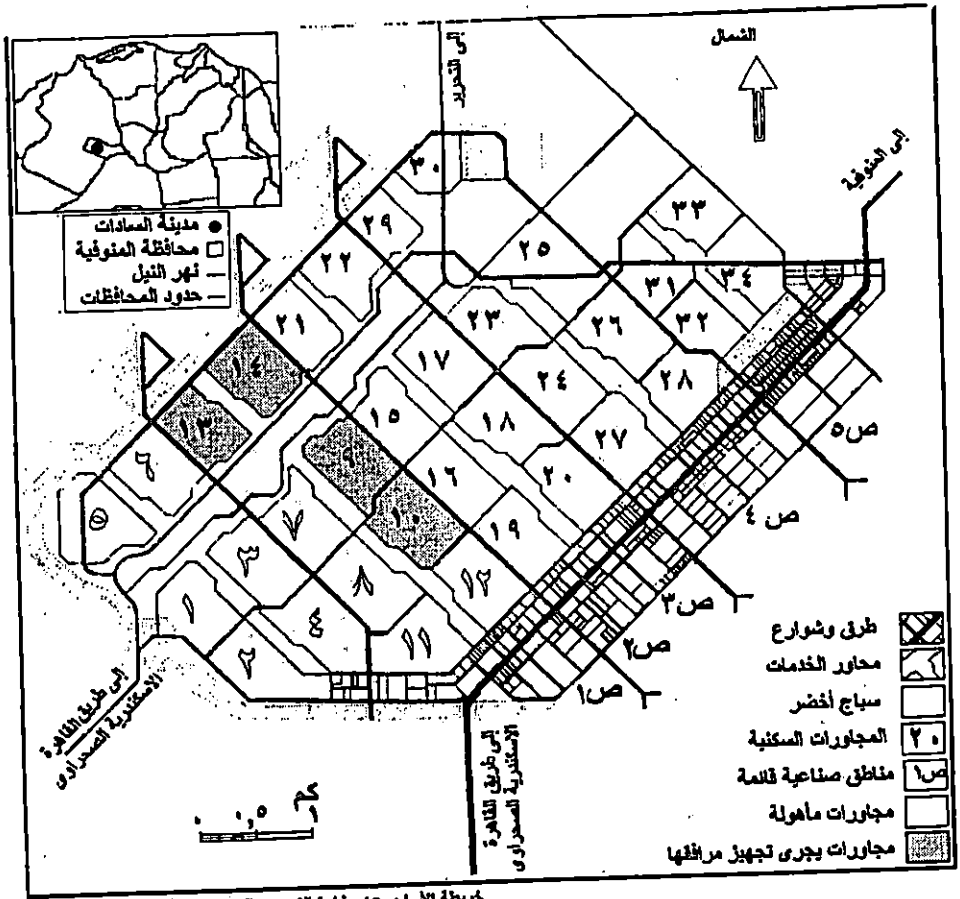 الشمال
إلى التحرير
إلى المنوفية
مدينة السادات
محافظة المنوفية
نهر النيل
حدود المحافظات
٣٠
٢٩
٢٥
٣٣
٢٢
٣١
٣٤
٢١
٢٣
٢٦
٣٢
١٤
١٧
٢٤
٢٨
١٣
١٥
١٨
٢٧
٦
٩
١٦
٢٠
٥
٧
١٠
١٩
٣
٨
١٢
١
٤
١١
٢
ص٥
ص٤
ص٣
ص٢
ص١
إلى طريق القاهرة
الاسكندرية الصحراوى
إلى طريق القاهرة
الاسكندرية الصحراوى
كم
٠ ٠,٥ ١
طرق وشوارع
محاور الخدمات
سياج أخضر
المجاورات السكنية
٢٠
مناطق صناعية قائمة
ص١
مجاورات مأهولة
مجاورات يجرى تجهيز مرافقها